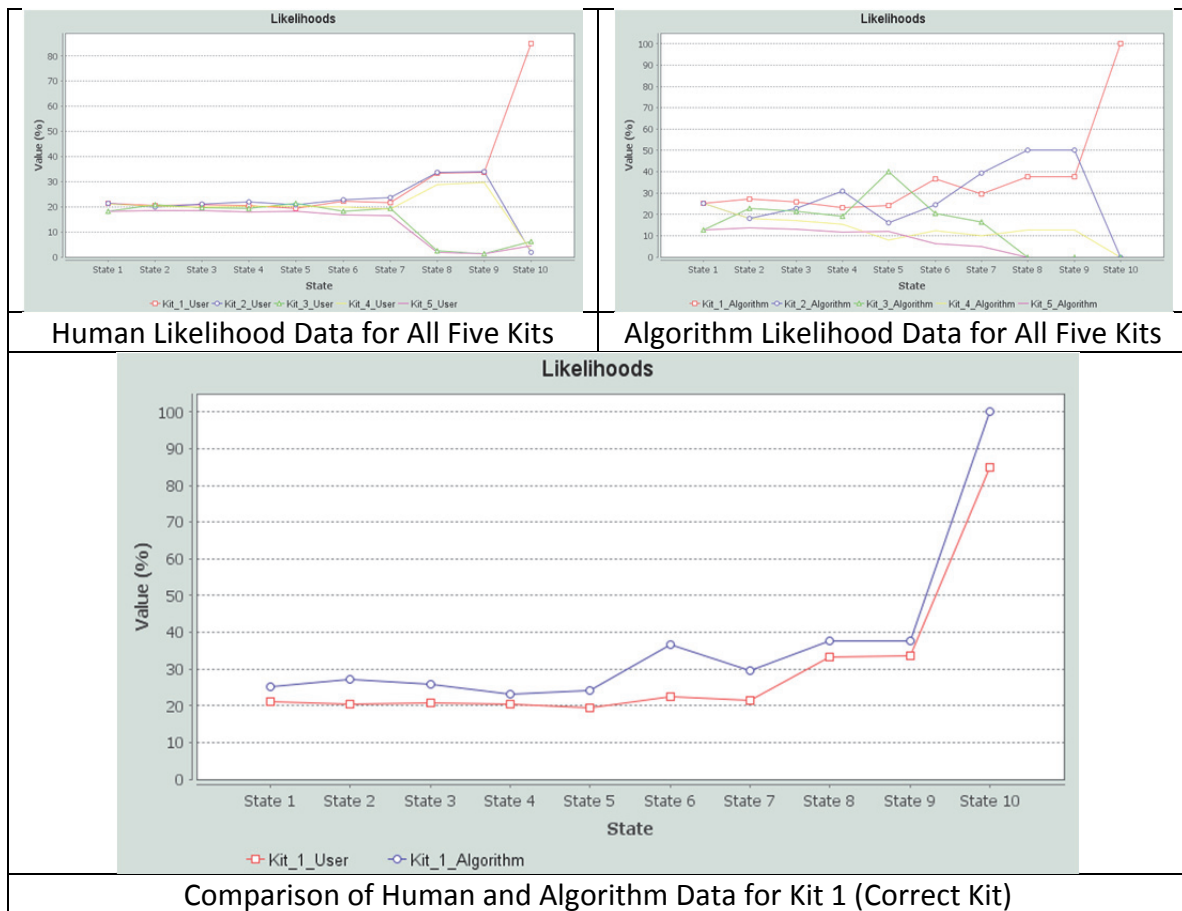 Likelihoods
Value (%)
80
70
60
50
40
30
20
10
0
State 1 State 2 State 3 State 4 State 5 State 6 State 7 State 8 State 9 State 10
State
Kit_1_User Kit_2_User Kit_3_User Kit_4_User Kit_5_User
Human Likelihood Data for All Five Kits
Likelihoods
Value (%)
100
90
80
70
60
50
40
30
20
10
0
State 1 State 2 State 3 State 4 State 5 State 6 State 7 State 8 State 9 State 10
State
Kit_1_Algorithm Kit_2_Algorithm Kit_3_Algorithm Kit_4_Algorithm Kit_5_Algorithm
Algorithm Likelihood Data for All Five Kits
Likelihoods
Value (%)
100
90
80
70
60
50
40
30
20
10
0
State 1 State 2 State 3 State 4 State 5 State 6 State 7 State 8 State 9 State 10
State
Kit_1_User Kit_1_Algorithm
Comparison of Human and Algorithm Data for Kit 1 (Correct Kit)